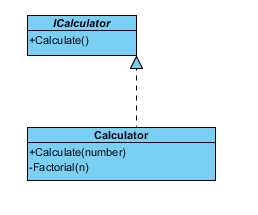 ICalculator
+Calculate()
Calculator
+Calculate(number)
-Factorial(n)